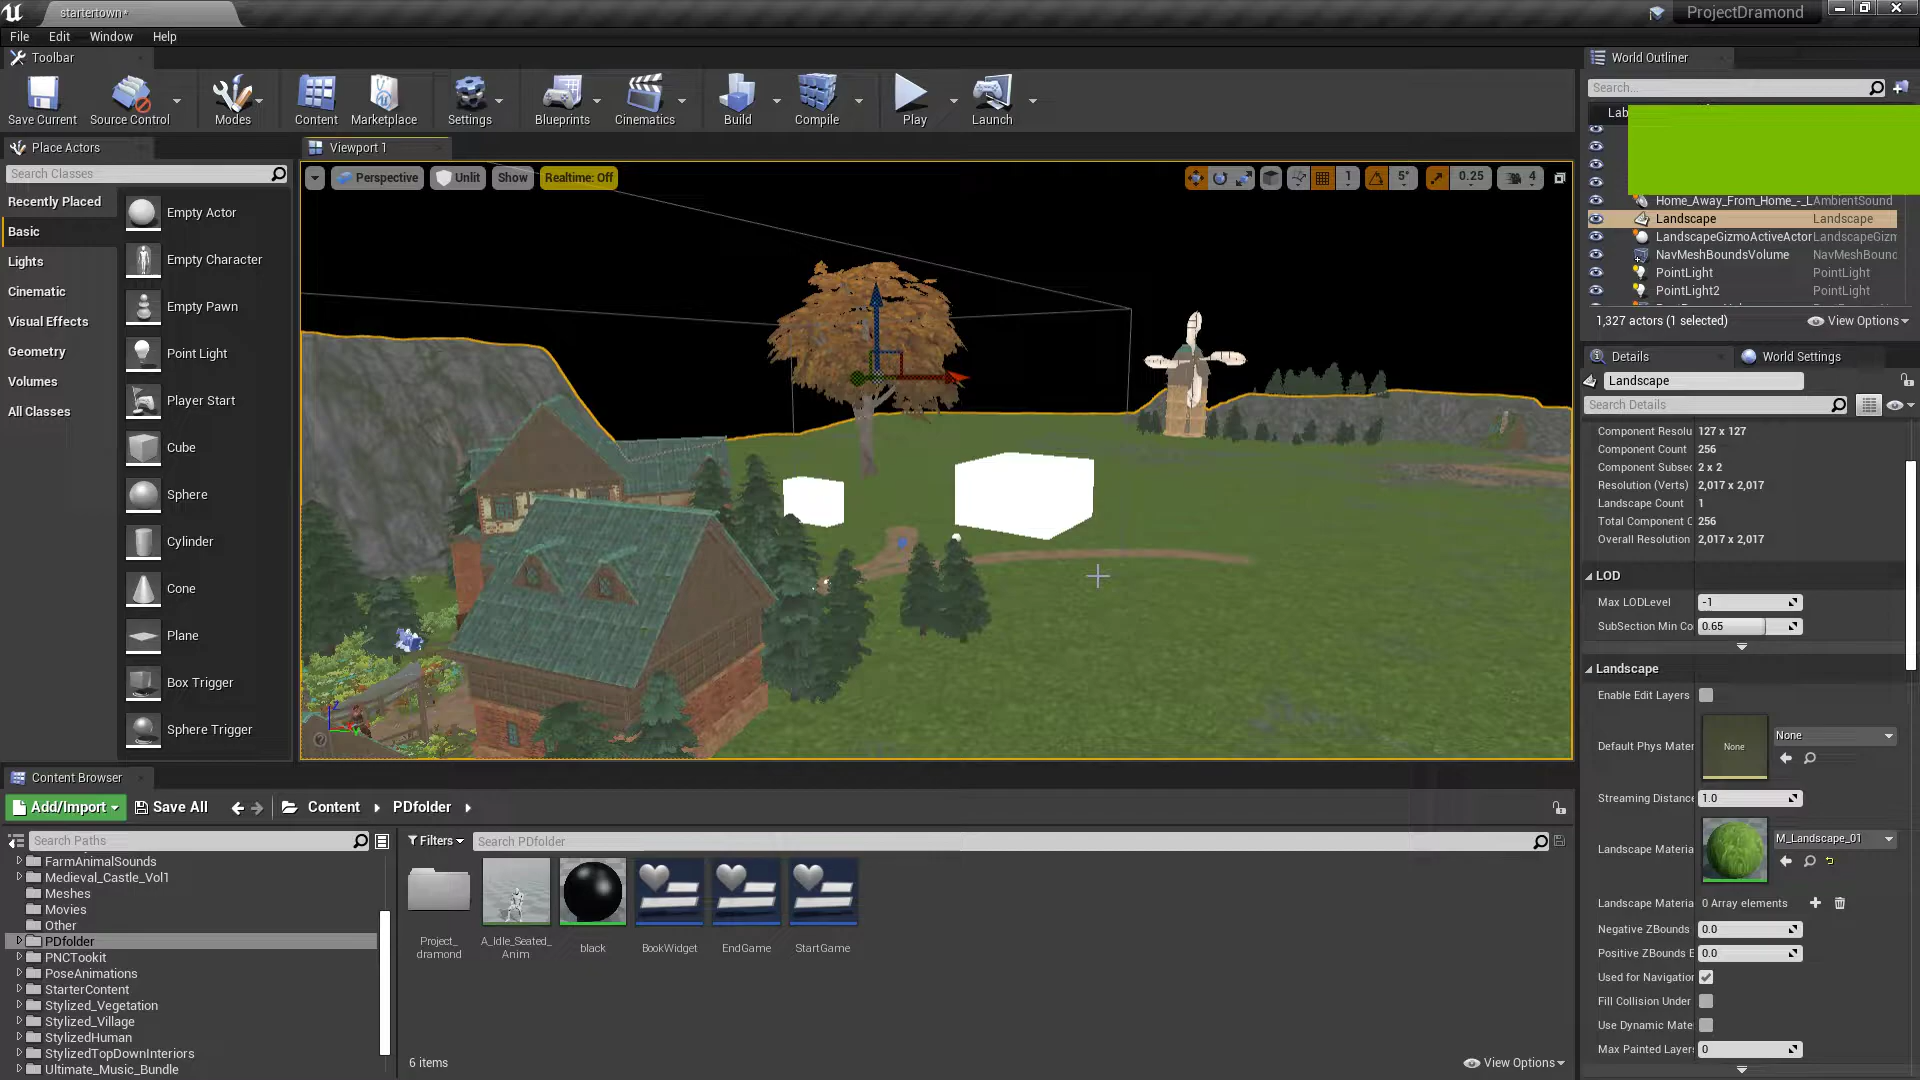 startertown*
ProjectDramond
File Edit Window Help
Toolbar
World Outliner
Save Current Source Control Modes Content Marketplace Settings Blueprints Cinematics Build Compile Play Launch
Search...
Lab
Place Actors
Viewport 1
Search Classes
Perspective Unlit Show Realtime: Off 1 5° 0.25 4
Recently Placed
Basic
Lights
Cinematic
Visual Effects
Geometry
Volumes
All Classes
Empty Actor
Empty Character
Empty Pawn
Point Light
Player Start
Cube
Sphere
Cylinder
Cone
Plane
Box Trigger
Sphere Trigger
Home_Away_From_Home_-_L AmbientSound
Landscape Landscape
LandscapeGizmoActiveActor LandscapeGizm
NavMeshBoundsVolume NavMeshBound
PointLight PointLight
PointLight2 PointLight
1,327 actors (1 selected) View Options
Details World Settings
Landscape
Search Details
Component Resolu 127 x 127
Component Count 256
Component Subsec 2 x 2
Resolution (Verts) 2,017 x 2,017
Landscape Count 1
Total Component C 256
Overall Resolution 2,017 x 2,017
LOD
Max LODLevel -1
SubSection Min Co 0.65
Landscape
Enable Edit Layers
Default Phys Mater None None
Streaming Distance 1.0
Landscape Materia M_Landscape_01
Landscape Materia 0 Array elements
Negative ZBounds 0.0
Positive ZBounds E 0.0
Used for Navigation
Fill Collision Under
Use Dynamic Mate
Max Painted Layers 0
Content Browser
Add/Import Save All Content PDfolder
Search Paths
Filters Search PDfolder
FarmAnimalSounds
Medieval_Castle_Vol1
Meshes
Movies
Other
PDfolder
PNCTookit
PoseAnimations
StarterContent
Stylized_Vegetation
Stylized_Village
StylizedHuman
StylizedTopDownInteriors
Ultimate_Music_Bundle
Project_
dramond
A_Idle_Seated_
Anim
black
BookWidget
EndGame
StartGame
6 items
View Options